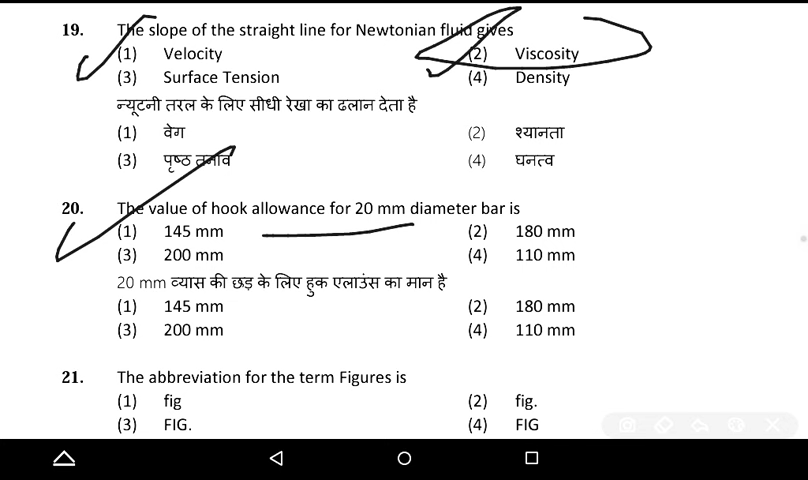 19. The slope of the straight line for Newtonian fluid gives
(1) Velocity (2) Viscosity
(3) Surface Tension (4) Density
न्यूटनी तरल के लिए सीधी रेखा का ढलान देता है
(1) वेग (2) श्यानता
(3) पृष्ठ तनाव (4) घनत्व
20. The value of hook allowance for 20 mm diameter bar is
(1) 145 mm (2) 180 mm
(3) 200 mm (4) 110 mm
20 mm व्यास की छड़ के लिए हुक एलाउंस का मान है
(1) 145 mm (2) 180 mm
(3) 200 mm (4) 110 mm
21. The abbreviation for the term Figures is
(1) fig (2) fig.
(3) FIG. (4) FIG